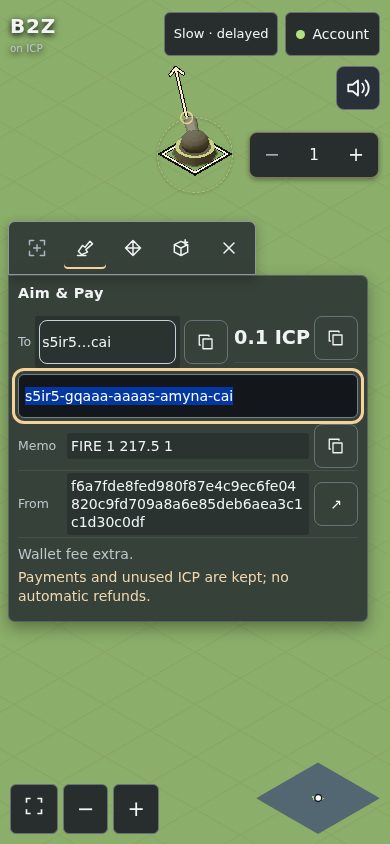 B2Z
on ICP
Slow · delayed
Account
− 1 +
Aim & Pay
To s5ir5...cai 0.1 ICP
s5ir5-gqaaa-aaaas-amyna-cai
Memo FIRE 1 217.5 1
From f6a7fde8fed980f87e4c9ec6fe04
820c9fd709a8a6e85deb6aea3c1
c1d30c0df
Wallet fee extra.
Payments and unused ICP are kept; no
automatic refunds.
− +